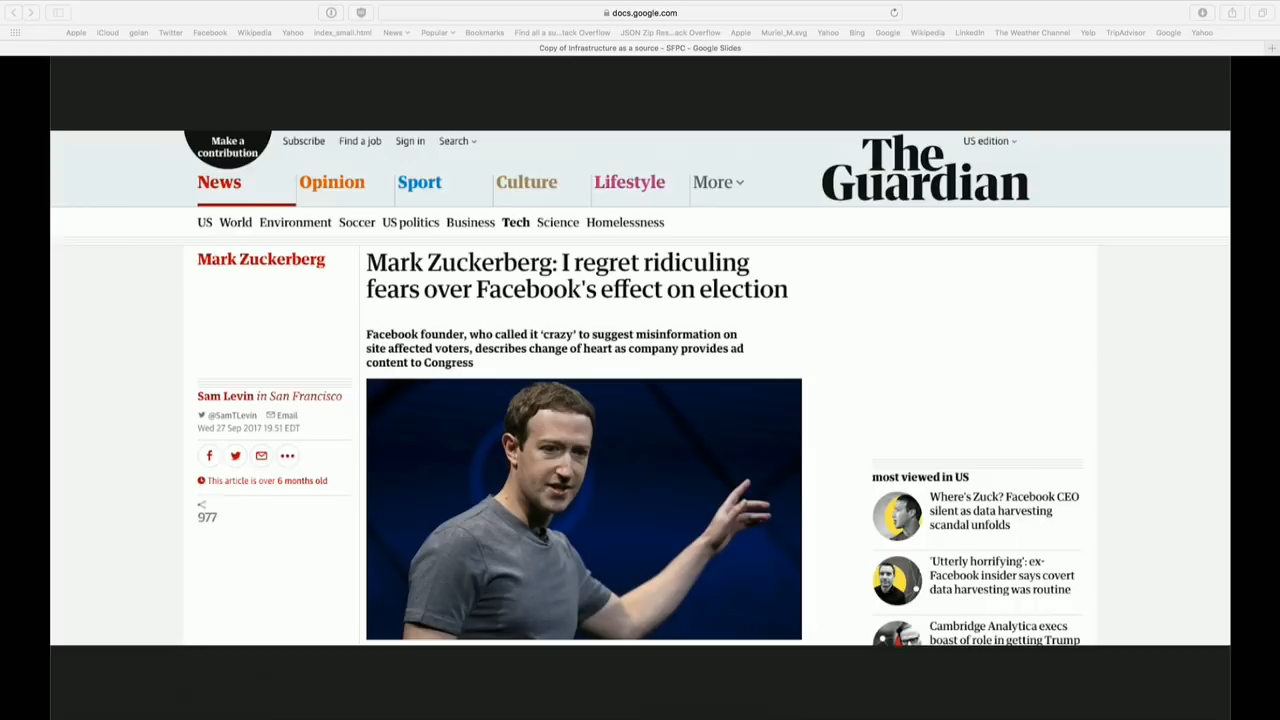 docs.google.com
Apple iCloud golan Twitter Facebook Wikipedia Yahoo index_small.html News Popular Bookmarks Find all a su...tack Overflow JSON Zip Res...ack Overflow Apple Muriel_M.svg Yahoo Bing Google Wikipedia LinkedIn The Weather Channel Yelp TripAdvisor Google Yahoo
Copy of Infrastructure as a source - SFPC - Google Slides
Make a
contribution
Subscribe Find a job Sign in Search
US edition
The
Guardian
News Opinion Sport Culture Lifestyle More
US World Environment Soccer US politics Business Tech Science Homelessness
Mark Zuckerberg
Mark Zuckerberg: I regret ridiculing
fears over Facebook's effect on election
Facebook founder, who called it ‘crazy’ to suggest misinformation on
site affected voters, describes change of heart as company provides ad
content to Congress
Sam Levin in San Francisco
@SamTLevin Email
Wed 27 Sep 2017 19.51 EDT
This article is over 6 months old
977
most viewed in US
Where's Zuck? Facebook CEO
silent as data harvesting
scandal unfolds
'Utterly horrifying': ex-
Facebook insider says covert
data harvesting was routine
Cambridge Analytica execs
boast of role in getting Trump